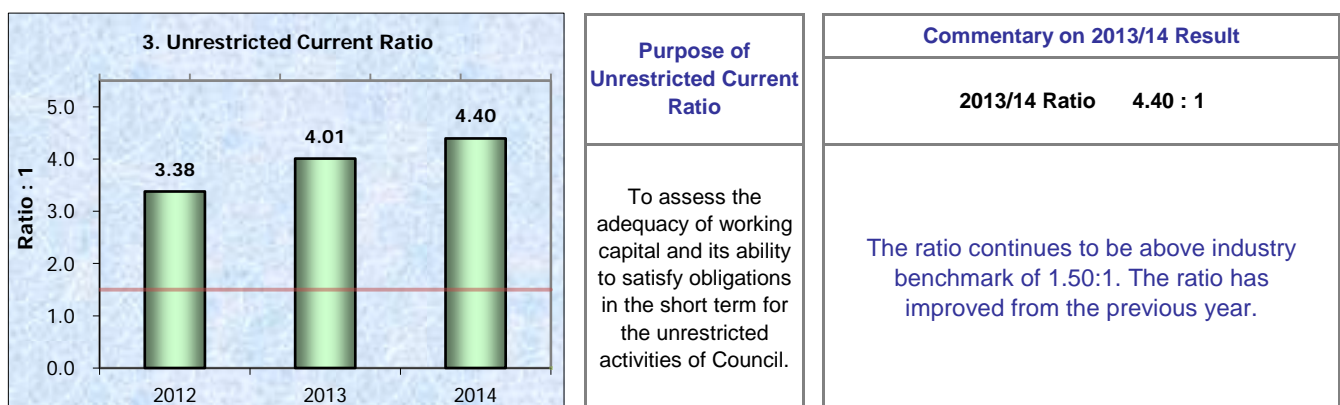 3. Unrestricted Current Ratio
Ratio : 1
5.0
4.0
3.0
2.0
1.0
0.0
3.38
4.01
4.40
2012
2013
2014
Purpose of
Unrestricted Current
Ratio
To assess the
adequacy of working
capital and its ability
to satisfy obligations
in the short term for
the unrestricted
activities of Council.
Commentary on 2013/14 Result
2013/14 Ratio 4.40 : 1
The ratio continues to be above industry
benchmark of 1.50:1. The ratio has
improved from the previous year.